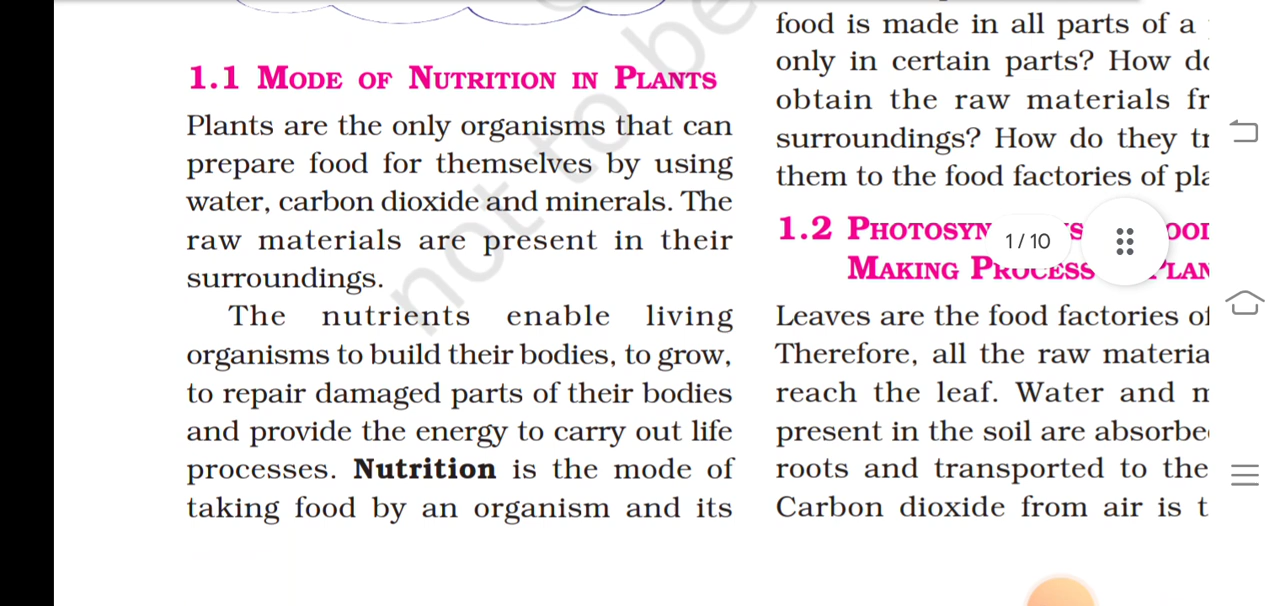 1.1 MODE OF NUTRITION IN PLANTS
Plants are the only organisms that can
prepare food for themselves by using
water, carbon dioxide and minerals. The
raw materials are present in their
surroundings.
The nutrients enable living
organisms to build their bodies, to grow,
to repair damaged parts of their bodies
and provide the energy to carry out life
processes. Nutrition is the mode of
taking food by an organism and its
food is made in all parts of a
only in certain parts? How
obtain the raw materials
surroundings? How do they
them to the food factories of
1.2
MAKING
Leaves are the food factories
Therefore, all the raw
reach the leaf. Water and
present in the soil are
roots and transported to the
Carbon dioxide from air is
1/10
not to be